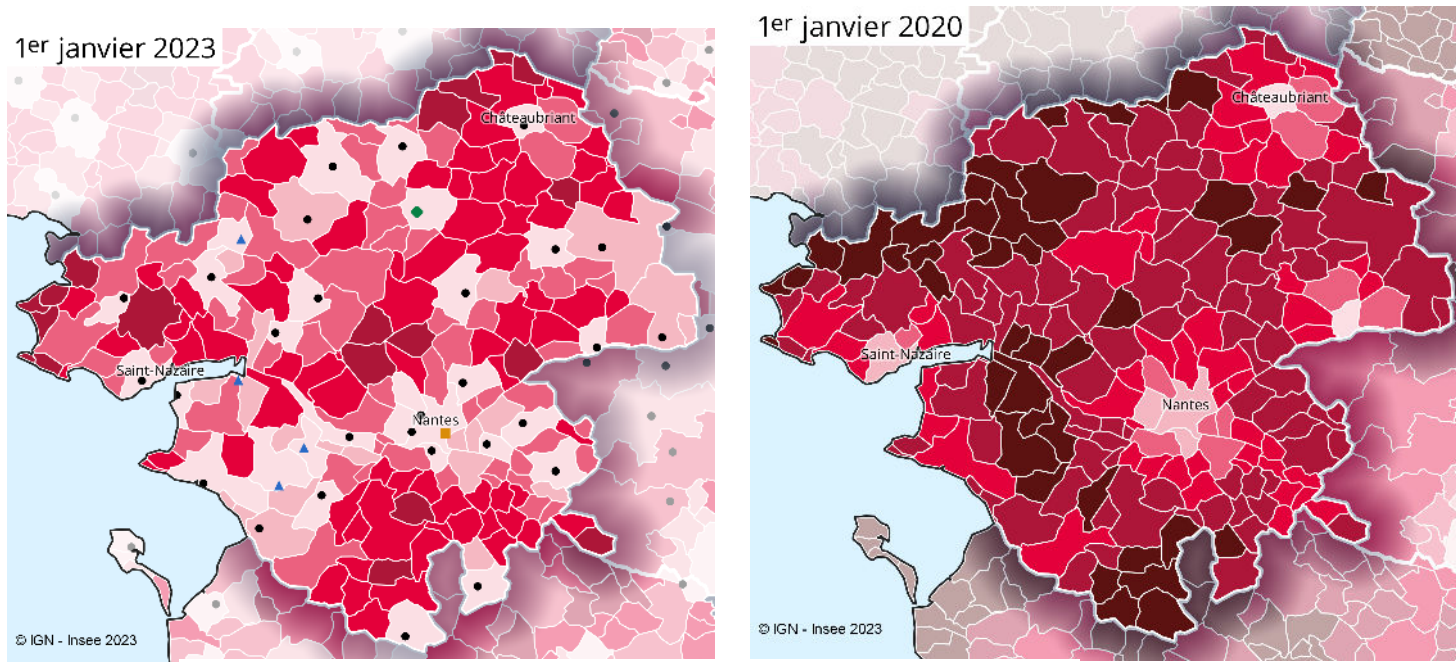 1er janvier 2023
Châteaubriant
Saint-Nazaire
Nantes
© IGN - Insee 2023
1er janvier 2020
Châteaubriant
Saint-Nazaire
Nantes
© IGN - Insee 2023